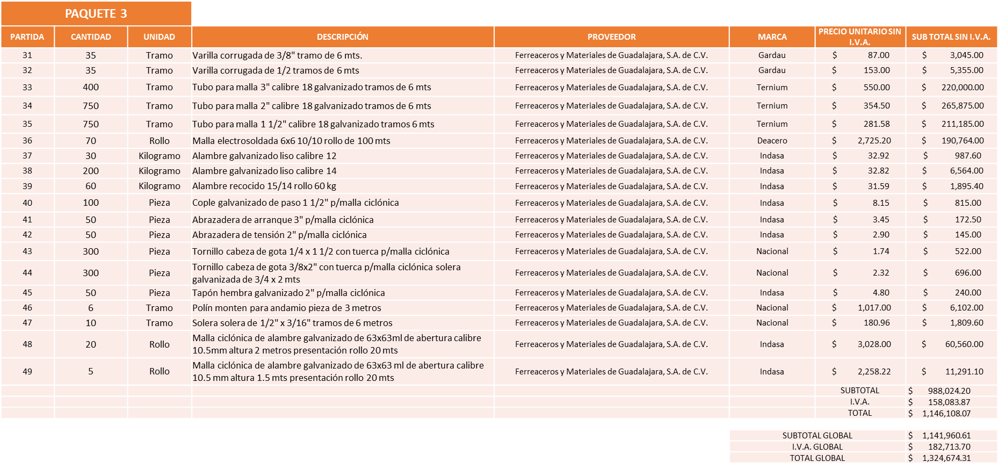 PAQUETE 3
PARTIDA CANTIDAD UNIDAD DESCRIPCIÓN PROVEEDOR MARCA PRECIO UNITARIO SIN I.V.A. SUB TOTAL SIN I.V.A.
31 35 Tramo Varilla corrugada de 3/8" tramo de 6 mts. Ferreaceros y Materiales de Guadalajara, S.A. de C.V. Gardau $ 87.00 $ 3,045.00
32 35 Tramo Varilla corrugada de 1/2 tramos de 6 mts Ferreaceros y Materiales de Guadalajara, S.A. de C.V. Gardau $ 153.00 $ 5,355.00
33 400 Tramo Tubo para malla 3" calibre 18 galvanizado tramos de 6 mts Ferreaceros y Materiales de Guadalajara, S.A. de C.V. Ternium $ 550.00 $ 220,000.00
34 750 Tramo Tubo para malla 2" calibre 18 galvanizado tramos de 6 mts Ferreaceros y Materiales de Guadalajara, S.A. de C.V. Ternium $ 354.50 $ 265,875.00
35 750 Tramo Tubo para malla 1 1/2" calibre 18 galvanizado tramos 6 mts Ferreaceros y Materiales de Guadalajara, S.A. de C.V. Ternium $ 281.58 $ 211,185.00
36 70 Rollo Malla electrosoldada 6x6 10/10 rollo de 100 mts Ferreaceros y Materiales de Guadalajara, S.A. de C.V. Deacero $ 2,725.20 $ 190,764.00
37 30 Kilogramo Alambre galvanizado liso calibre 12 Ferreaceros y Materiales de Guadalajara, S.A. de C.V. Indasa $ 32.92 $ 987.60
38 200 Kilogramo Alambre galvanizado liso calibre 14 Ferreaceros y Materiales de Guadalajara, S.A. de C.V. Indasa $ 32.82 $ 6,564.00
39 60 Kilogramo Alambre recocido 15/14 rollo 60 kg Ferreaceros y Materiales de Guadalajara, S.A. de C.V. Indasa $ 31.59 $ 1,895.40
40 100 Pieza Cople galvanizado de paso 1 1/2" p/malla ciclónica Ferreaceros y Materiales de Guadalajara, S.A. de C.V. Indasa $ 8.15 $ 815.00
41 50 Pieza Abrazadera de arranque 3" p/malla ciclónica Ferreaceros y Materiales de Guadalajara, S.A. de C.V. Indasa $ 3.45 $ 172.50
42 50 Pieza Abrazadera de tensión 2" p/malla ciclónica Ferreaceros y Materiales de Guadalajara, S.A. de C.V. Indasa $ 2.90 $ 145.00
43 300 Pieza Tornillo cabeza de gota 1/4 x 1 1/2 con tuerca p/malla ciclónica Ferreaceros y Materiales de Guadalajara, S.A. de C.V. Nacional $ 1.74 $ 522.00
44 300 Pieza Tornillo cabeza de gota 3/8x2" con tuerca p/malla ciclónica solera
galvanizada de 3/4 x 2 mts Ferreaceros y Materiales de Guadalajara, S.A. de C.V. Nacional $ 2.32 $ 696.00
45 50 Pieza Tapón hembra galvanizado 2" p/malla ciclónica Ferreaceros y Materiales de Guadalajara, S.A. de C.V. Indasa $ 4.80 $ 240.00
46 6 Tramo Polín monten para andamio pieza de 3 metros Ferreaceros y Materiales de Guadalajara, S.A. de C.V. Nacional $ 1,017.00 $ 6,102.00
47 10 Tramo Solera solera de 1/2" x 3/16" tramos de 6 metros Ferreaceros y Materiales de Guadalajara, S.A. de C.V. Nacional $ 180.96 $ 1,809.60
48 20 Rollo Malla ciclónica de alambre galvanizado de 63x63ml de abertura calibre
10.5mm altura 2 metros presentación rollo 20 mts Ferreaceros y Materiales de Guadalajara, S.A. de C.V. Indasa $ 3,028.00 $ 60,560.00
49 5 Rollo Malla ciclónica de alambre galvanizado de 63x63 ml de abertura calibre
10.5 mm altura 1.5 mts presentación rollo 20 mts Ferreaceros y Materiales de Guadalajara, S.A. de C.V. Indasa $ 2,258.22 $ 11,291.10
SUBTOTAL $ 988,024.20
I.V.A. $ 158,083.87
TOTAL $ 1,146,108.07
SUBTOTAL GLOBAL $ 1,141,960.61
I.V.A. GLOBAL $ 182,713.70
TOTAL GLOBAL $ 1,324,674.31